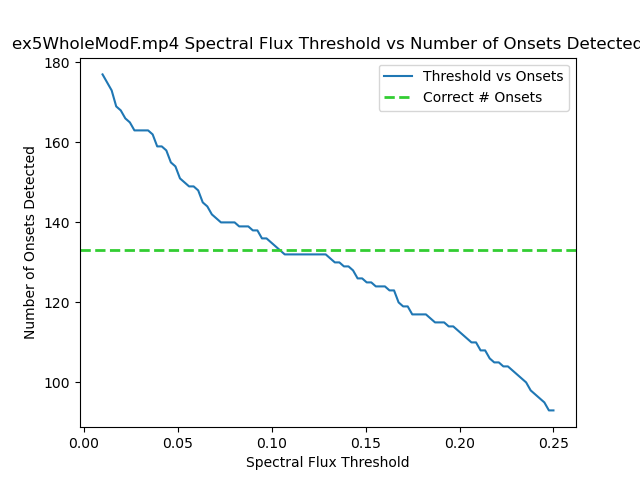 ex5WholeModF.mp4 Spectral Flux Threshold vs Number of Onsets Detected
Threshold vs Onsets
Correct # Onsets
Number of Onsets Detected
180
160
140
120
100
0.00 0.05 0.10 0.15 0.20 0.25
Spectral Flux Threshold